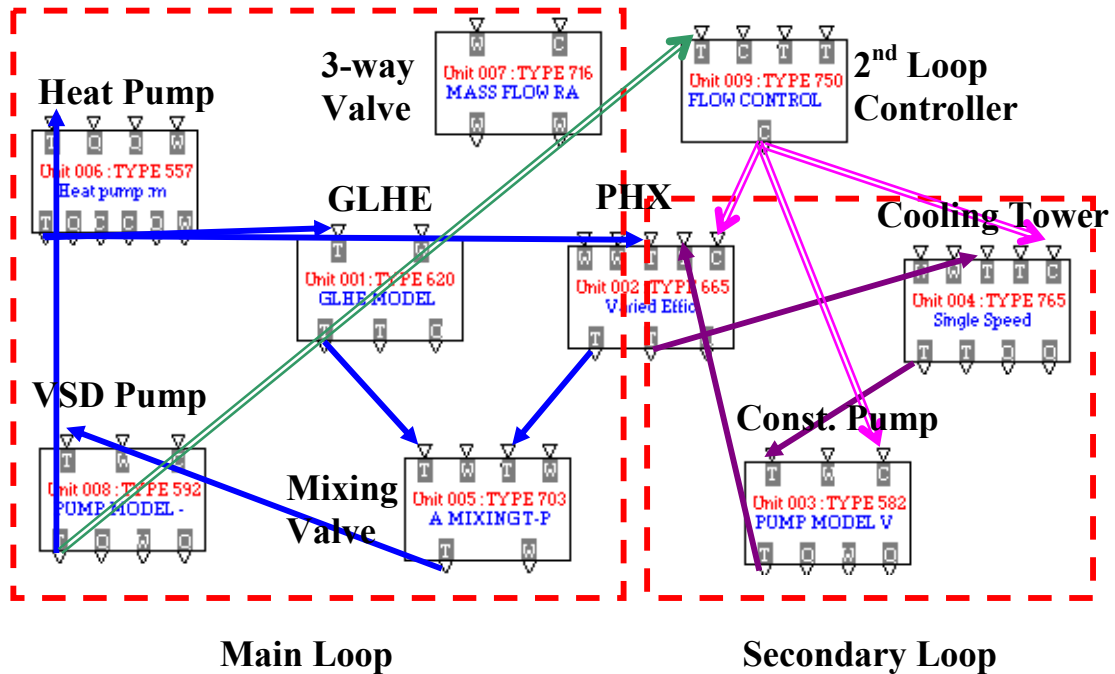 3-way
Valve
W C
Unit 007 : TYPE 716
MASS FLOW RA
W W
T C T T
Unit 009 : TYPE 750
FLOW CONTROL
C
2nd Loop
Controller
Heat Pump
T Q Q W
Unit 006 : TYPE 557
Heat pump :m
T Q C C Q W
GLHE
T W
Unit 001 : TYPE 620
GLHE MODEL
T T Q
PHX
W W T T C
Unit 002 : TYPE 665
Varied Effic
T T
Cooling Tower
W W T T C
Unit 004 : TYPE 765
Single Speed
T T Q Q
VSD Pump
T W C
Unit 008 : TYPE 592
PUMP MODEL -
T Q W Q
Mixing
Valve
T W T W
Unit 005 : TYPE 703
A MIXING T-P
T W
Const. Pump
T W C
Unit 003 : TYPE 582
PUMP MODEL V
T Q W Q
Main Loop
Secondary Loop